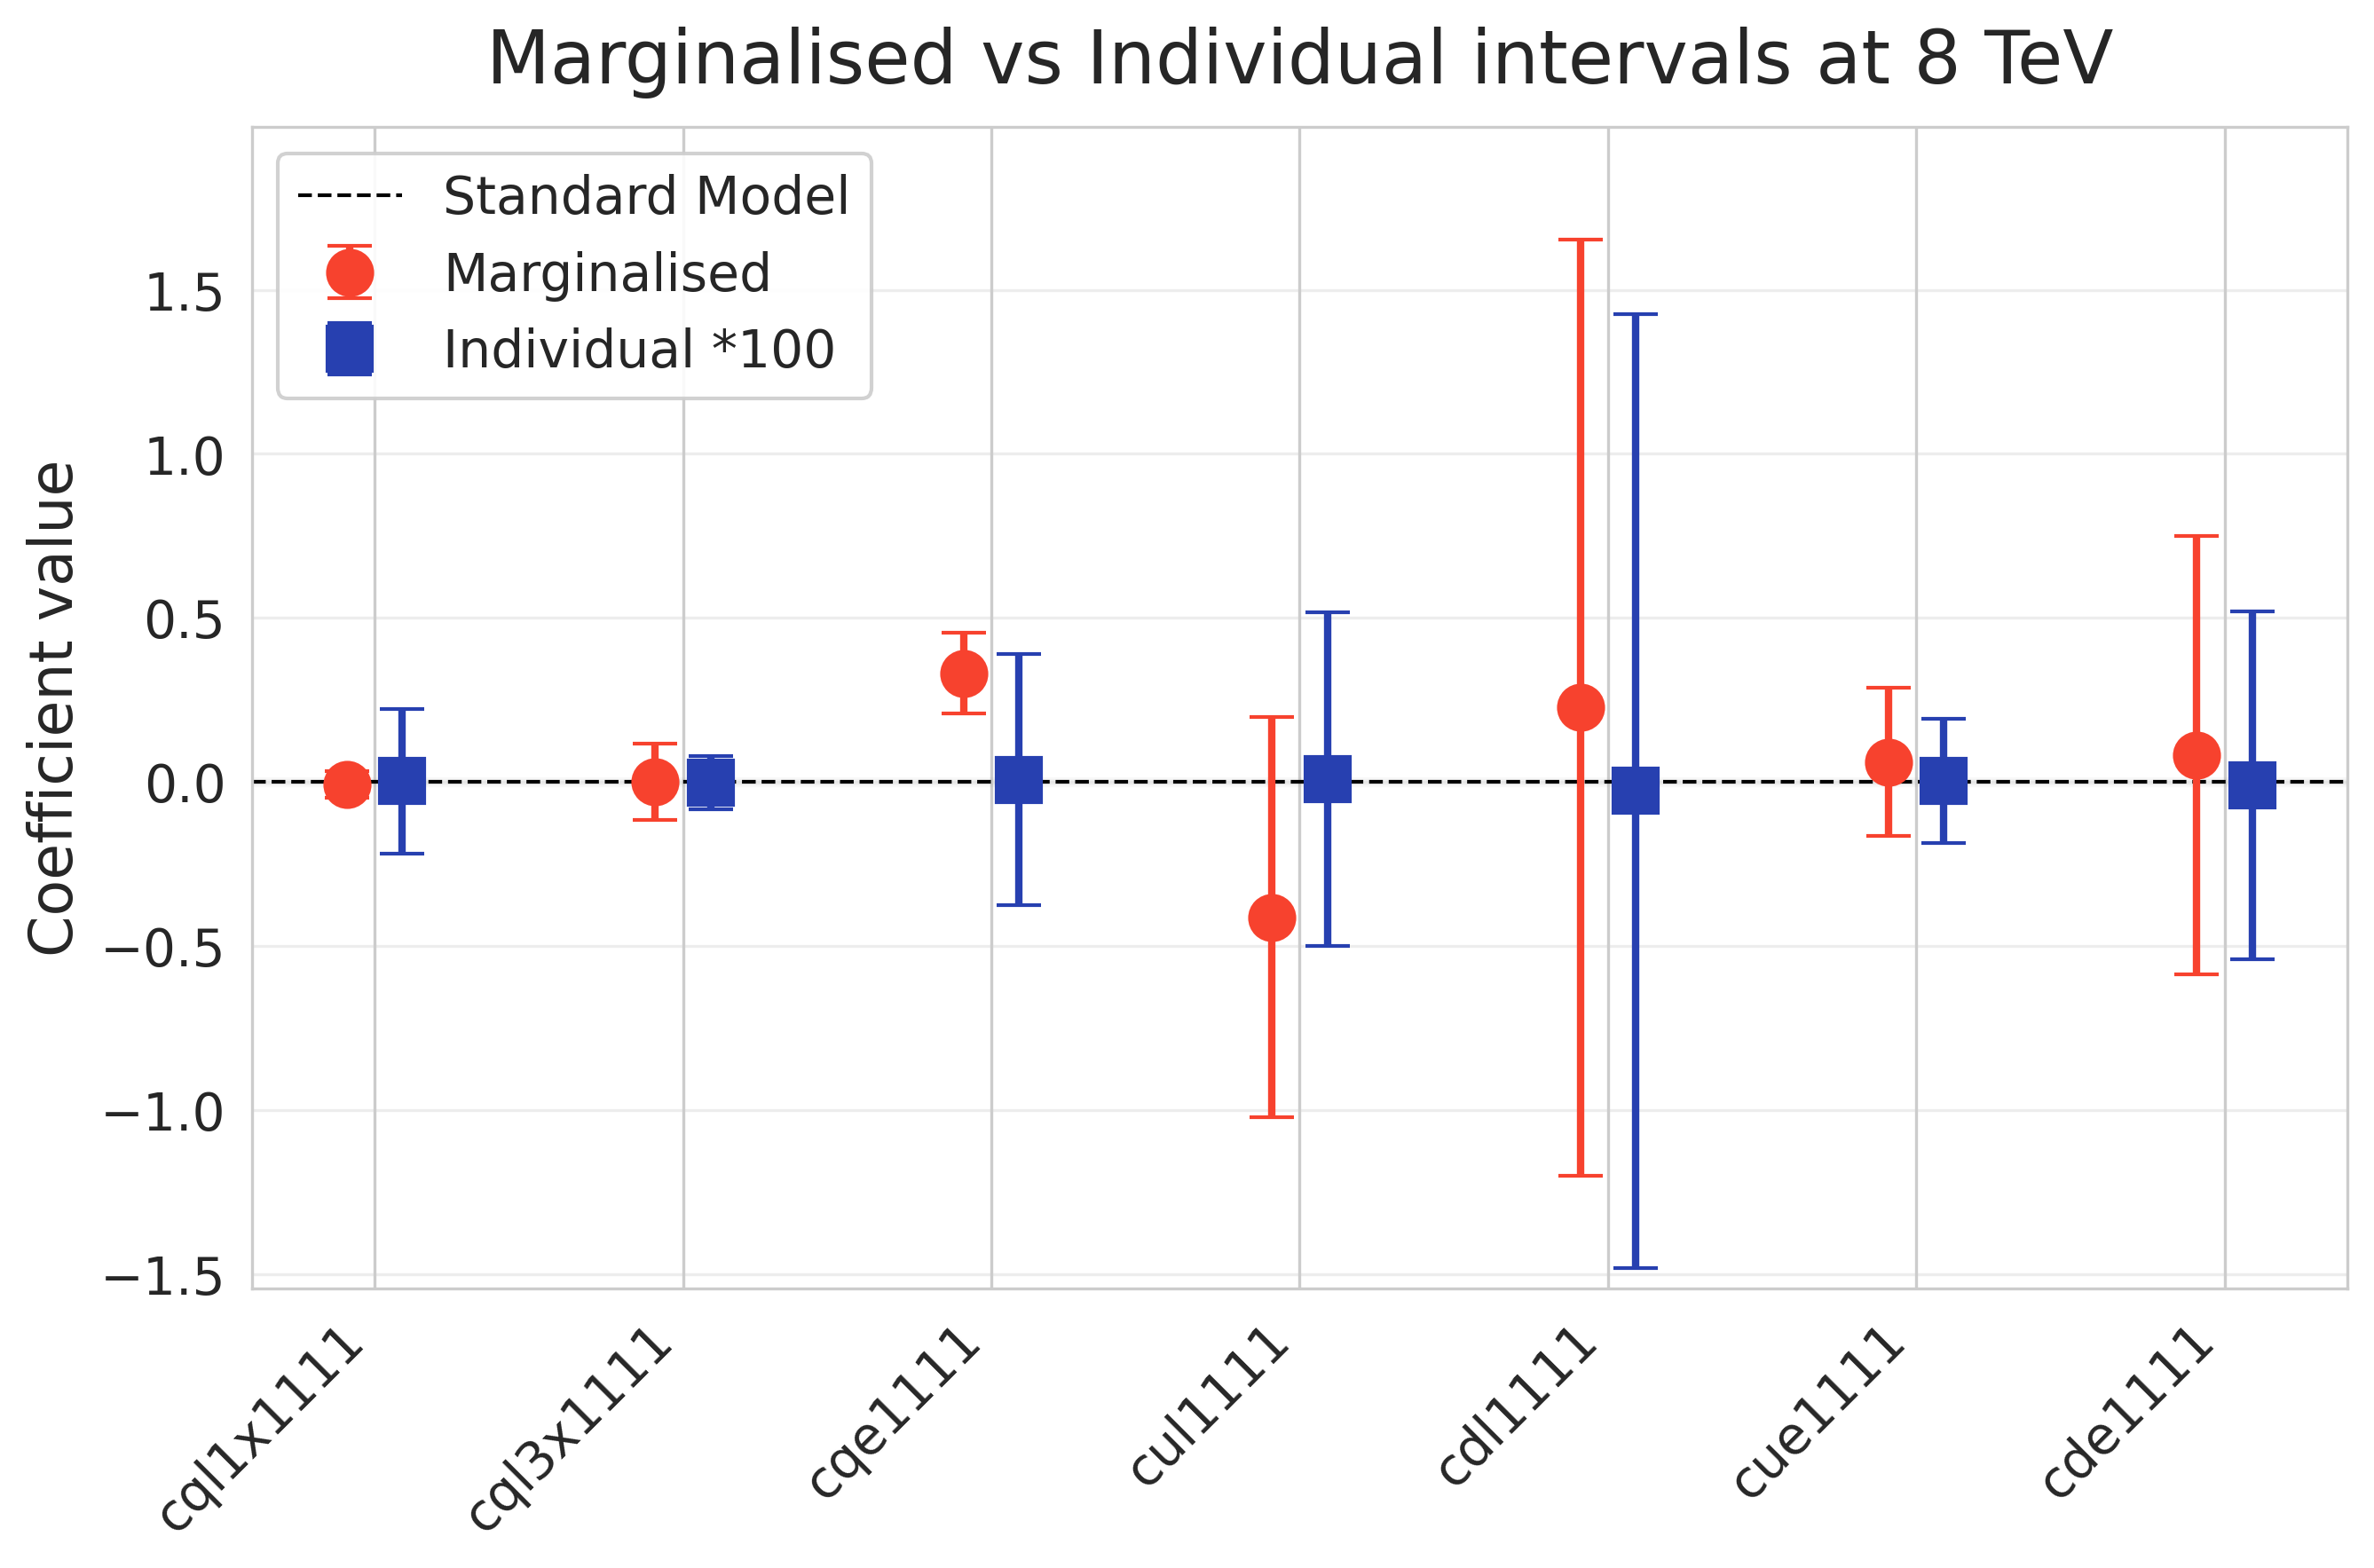 Marginalised vs Individual intervals at 8 TeV
Standard Model
Marginalised
Individual *100
Coefficient value
1.5
1.0
0.5
0.0
−0.5
−1.0
−1.5
cql1x1111
cql3x1111
cqe1111
cul1111
cdl1111
cue1111
cde1111